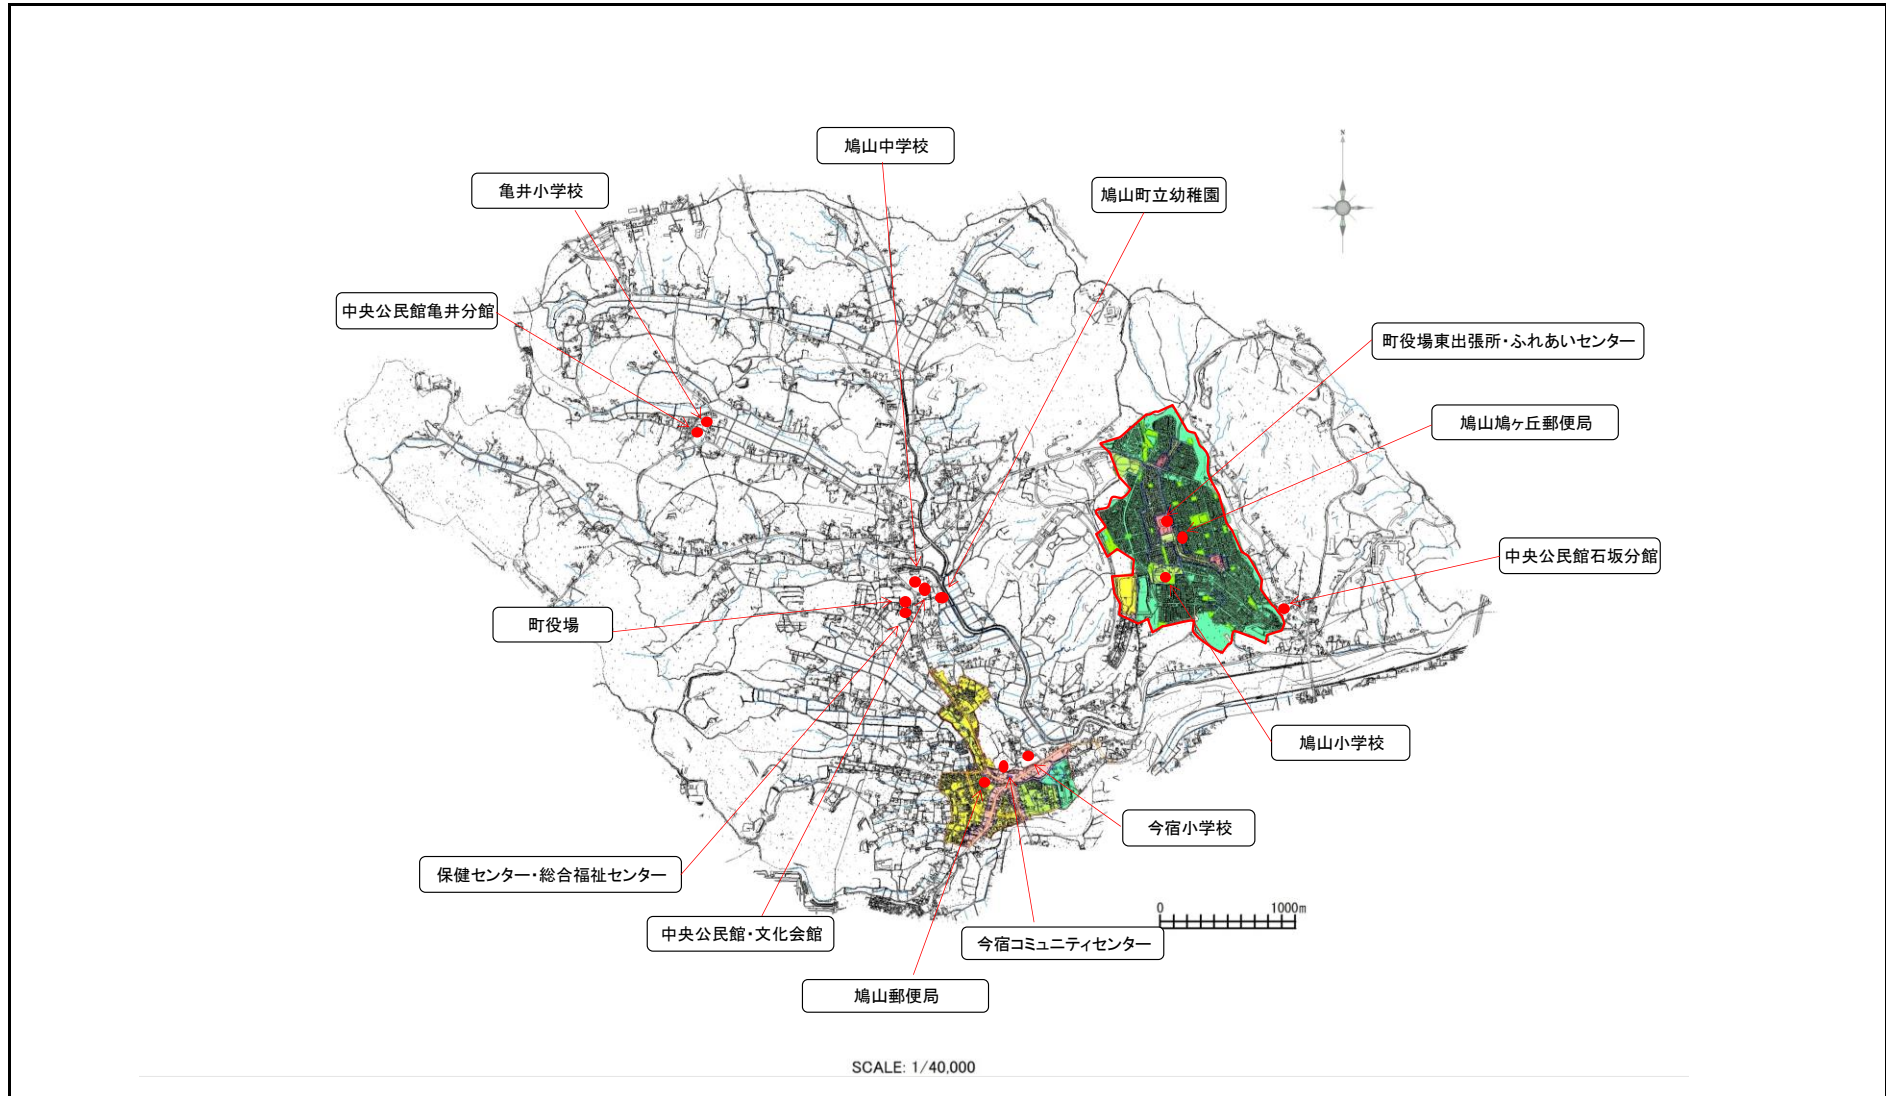 N
鳩山中学校
亀井小学校
鳩山町立幼稚園
中央公民館亀井分館
町役場東出張所・ふれあいセンター
鳩山鳩ヶ丘郵便局
中央公民館石坂分館
町役場
鳩山小学校
今宿小学校
保健センター・総合福祉センター
中央公民館・文化会館
今宿コミュニティセンター
鳩山郵便局
0 1000m
SCALE: 1/40,000